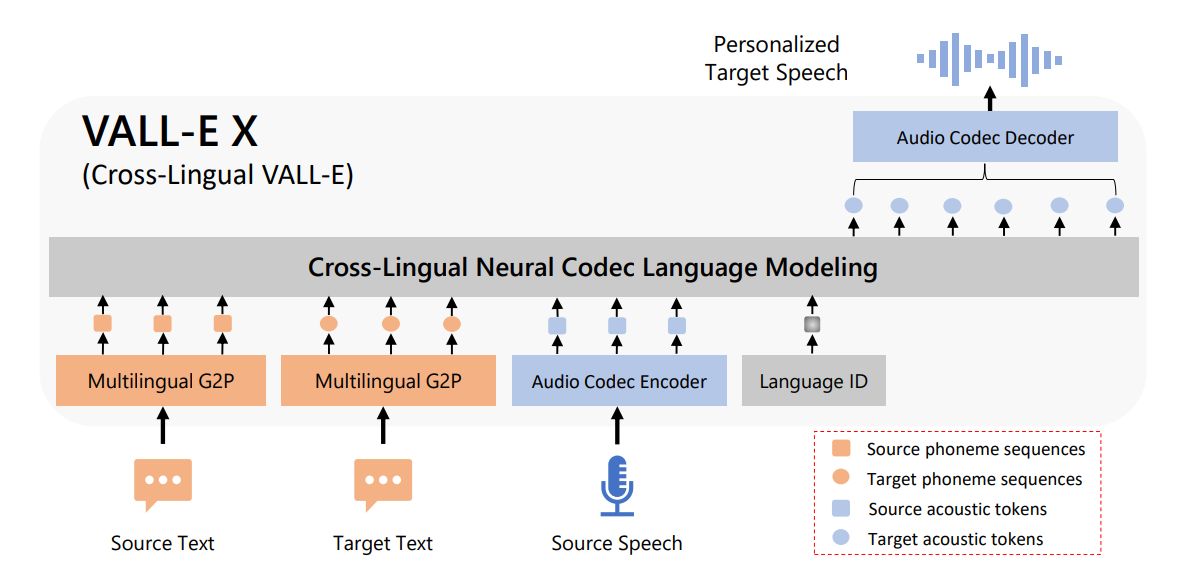 Personalized
Target Speech
VALL-E X
(Cross-Lingual VALL-E)
Audio Codec Decoder
Cross-Lingual Neural Codec Language Modeling
Multilingual G2P
Multilingual G2P
Audio Codec Encoder
Language ID
Source Text
Target Text
Source Speech
Source phoneme sequences
Target phoneme sequences
Source acoustic tokens
Target acoustic tokens